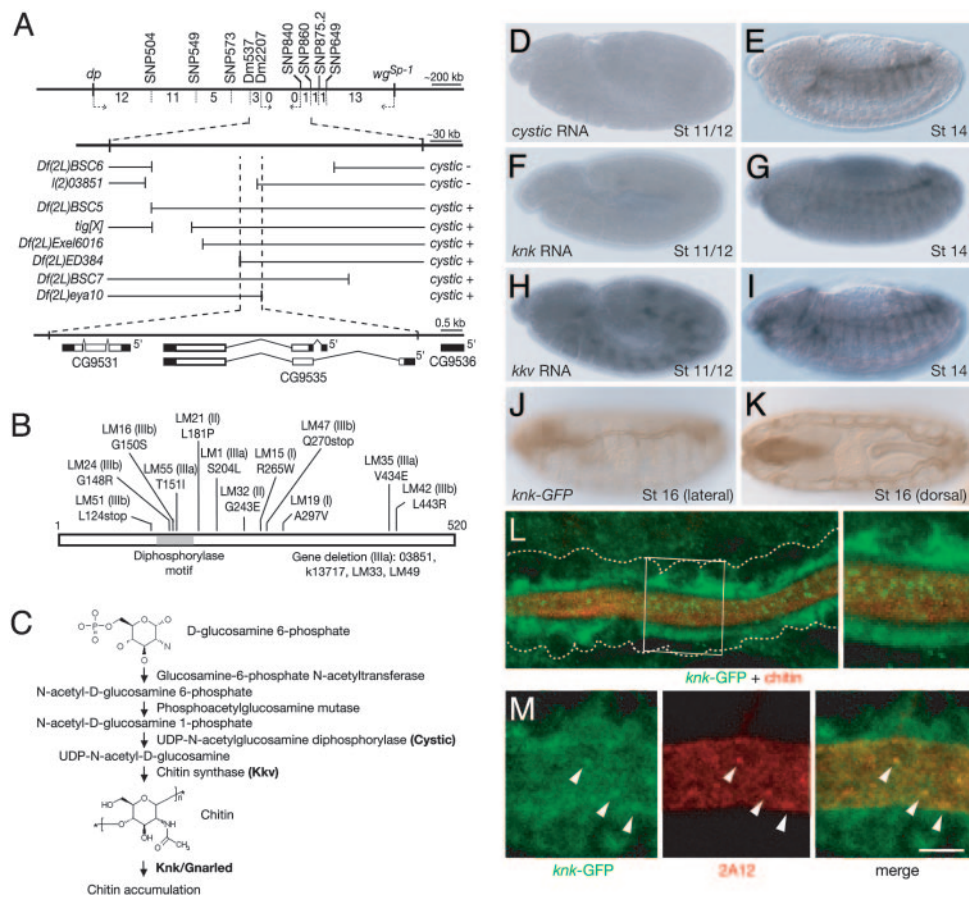 A
dp
SNP504
SNP549
SNP573
Dm537
Dm2207
SNP840
SNP860
SNP875.2
SNP649
wgSp-1
~200 kb
12 11 5 3 0 0 1 1 1 13
~30 kb
Df(2L)BSC6 cystic -
l(2)03851 cystic -
Df(2L)BSC5 cystic +
tig[X] cystic +
Df(2L)Exel6016 cystic +
Df(2L)ED384 cystic +
Df(2L)BSC7 cystic +
Df(2L)eya10 cystic +
0.5 kb
5' 5' 5' 5'
CG9531 CG9535 CG9536
B
LM51 (IIIb)
L124stop
LM24 (IIIb)
G148R
LM16 (IIIb)
G150S
LM55 (IIIa)
T151I
LM21 (II)
L181P
LM1 (IIIa)
S204L
LM32 (II)
G243E
LM15 (I)
R265W
LM47 (IIIb)
Q270stop
LM19 (I)
A297V
LM35 (IIIa)
V434E
LM42 (IIIb)
L443R
1 520
Diphosphorylase
motif
Gene deletion (IIIa): 03851,
k13717, LM33, LM49
C
P O O O O N O
D-glucosamine 6-phosphate
Glucosamine-6-phosphate N-acetyltransferase
N-acetyl-D-glucosamine 6-phosphate
Phosphoacetylglucosamine mutase
N-acetyl-D-glucosamine 1-phosphate
UDP-N-acetylglucosamine diphosphorylase (Cystic)
UDP-N-acetyl-D-glucosamine
Chitin synthase (Kkv)
HO O O n O NH OH O CH3
Chitin
Knk/Gnarled
Chitin accumulation
D
cystic RNA St 11/12
E
St 14
F
knk RNA St 11/12
G
St 14
H
kkv RNA St 11/12
I
St 14
J
knk-GFP St 16 (lateral)
K
St 16 (dorsal)
L
knk-GFP + chitin
M
knk-GFP 2A12 merge